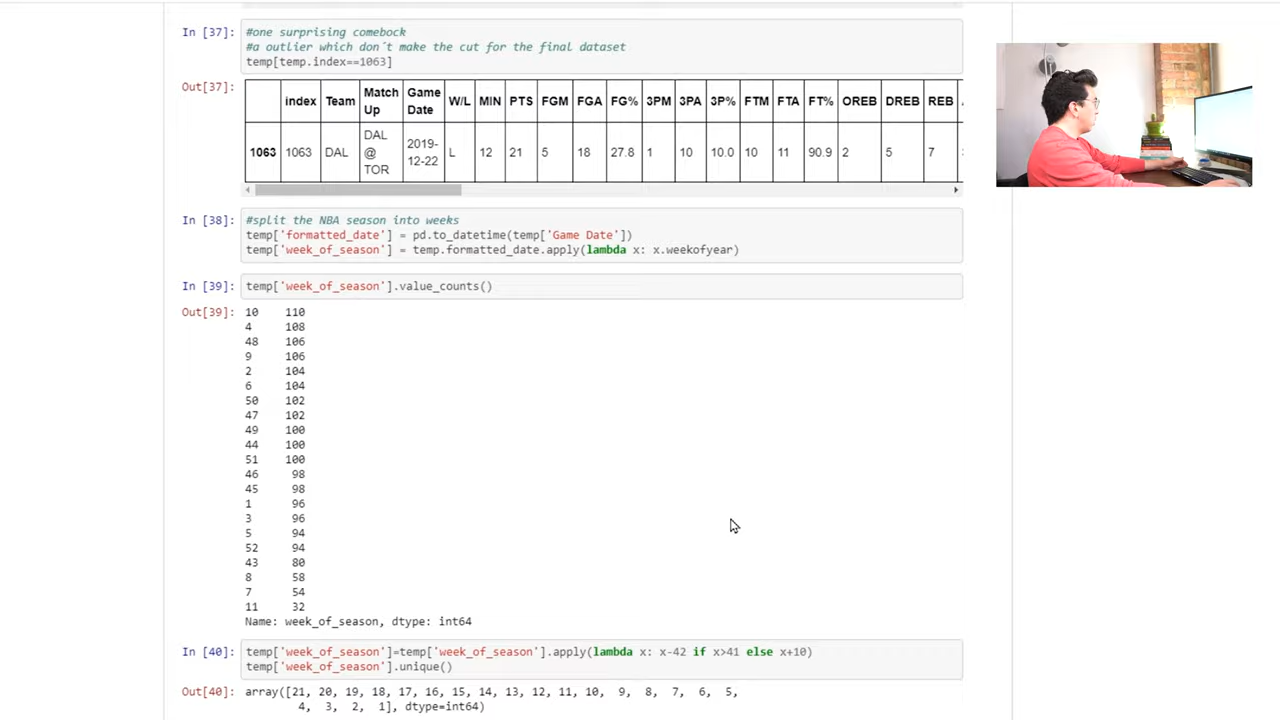 In [37]:
#one surprising comebock
#a outlier which don´t make the cut for the final dataset
temp[temp.index==1063]
Out[37]:
index Team Match Up Game Date W/L MIN PTS FGM FGA FG% 3PM 3PA 3P% FTM FTA FT% OREB DREB REB
1063 1063 DAL DAL @ TOR 2019-12-22 L 12 21 5 18 27.8 1 10 10.0 10 11 90.9 2 5 7
In [38]:
#split the NBA season into weeks
temp['formatted_date'] = pd.to_datetime(temp['Game Date'])
temp['week_of_season'] = temp.formatted_date.apply(lambda x: x.weekofyear)
In [39]:
temp['week_of_season'].value_counts()
Out[39]:
10 110
4 108
48 106
9 106
2 104
6 104
50 102
47 102
49 100
44 100
51 100
46 98
45 98
1 96
3 96
5 94
52 94
43 80
8 58
7 54
11 32
Name: week_of_season, dtype: int64
In [40]:
temp['week_of_season']=temp['week_of_season'].apply(lambda x: x-42 if x>41 else x+10)
temp['week_of_season'].unique()
Out[40]:
array([21, 20, 19, 18, 17, 16, 15, 14, 13, 12, 11, 10, 9, 8, 7, 6, 5,
4, 3, 2, 1], dtype=int64)